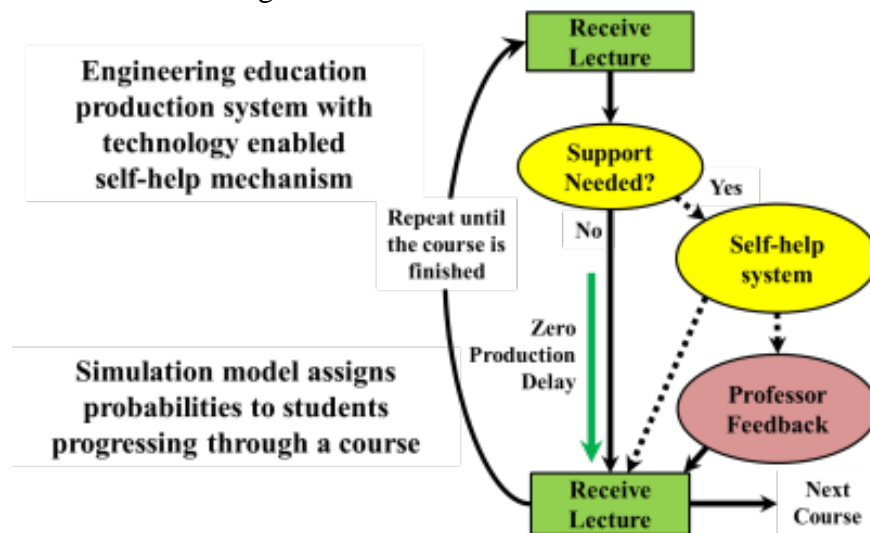 Receive
Lecture
Engineering education
production system with
technology enabled
self-help mechanism
Support
Needed?
Yes
No
Repeat until
the course is
finished
Self-help
system
Zero
Production
Delay
Simulation model assigns
probabilities to students
progressing through a course
Professor
Feedback
Receive
Lecture
Next
Course